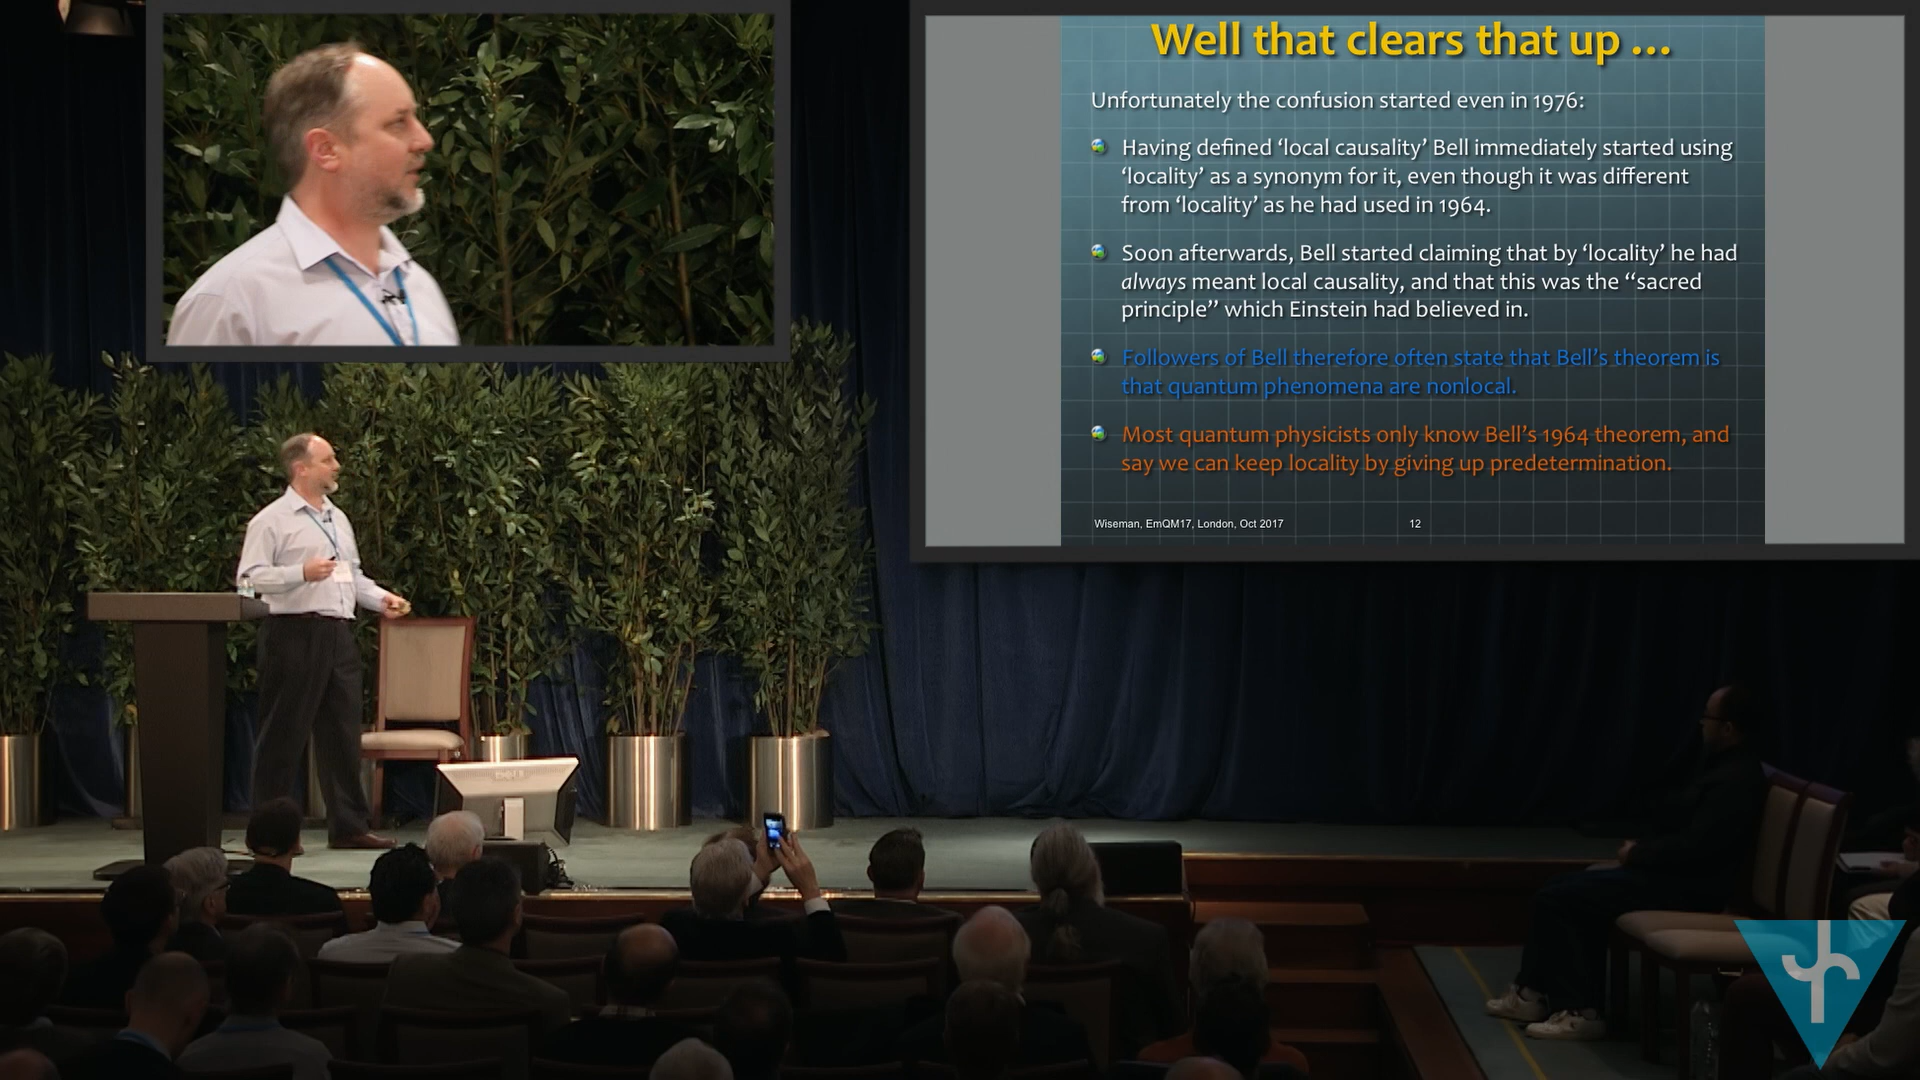 Well that clears that up ...
Unfortunately the confusion started even in 1976:
Having defined ‘local causality’ Bell immediately started using
‘locality’ as a synonym for it, even though it was different
from ‘locality’ as he had used in 1964.
Soon afterwards, Bell started claiming that by ‘locality’ he had
always meant local causality, and that this was the “sacred
principle” which Einstein had believed in.
Followers of Bell therefore often state that Bell’s theorem is
that quantum phenomena are nonlocal.
Most quantum physicists only know Bell’s 1964 theorem, and
say we can keep locality by giving up predetermination.
Wiseman, EmQM17, London, Oct 2017 12
DELL